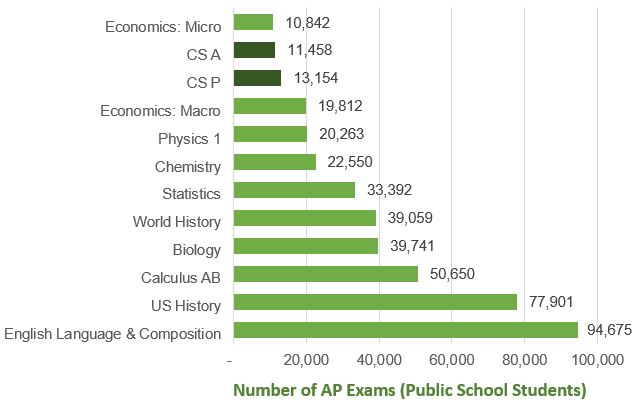 Economics: Micro 10,842
CS A 11,458
CS P 13,154
Economics: Macro 19,812
Physics 1 20,263
Chemistry 22,550
Statistics 33,392
World History 39,059
Biology 39,741
Calculus AB 50,650
US History 77,901
English Language & Composition 94,675
- 20,000 40,000 60,000 80,000 100,000
Number of AP Exams (Public School Students)